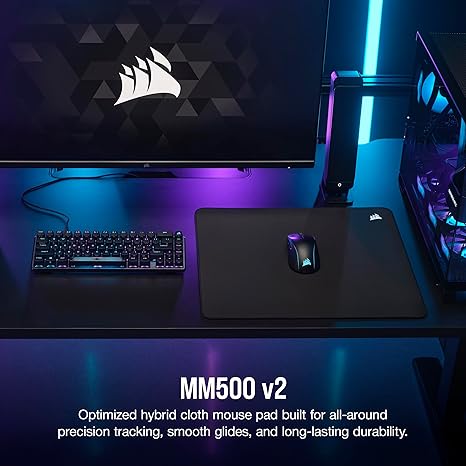 MM500 v2
Optimized hybrid cloth mouse pad built for all-around
precision tracking, smooth glides, and long-lasting durability.